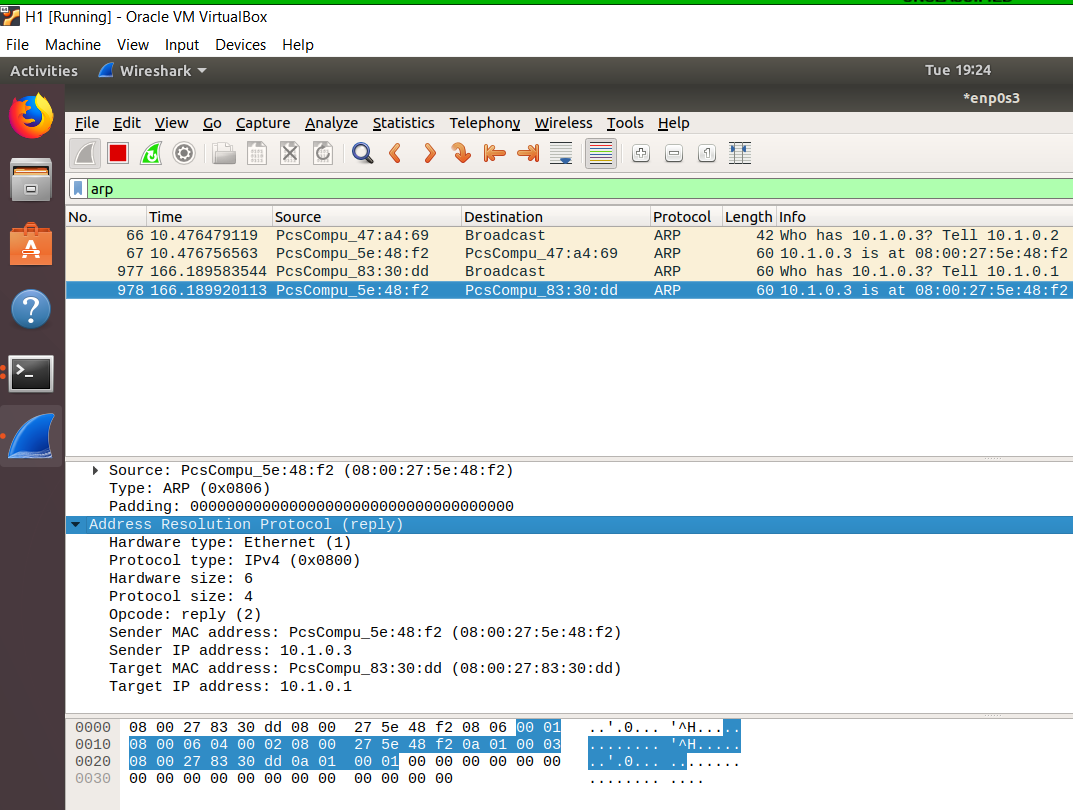 H1 [Running] - Oracle VM VirtualBox
File Machine View Input Devices Help
Activities Wireshark Tue 19:24
*enp0s3
File Edit View Go Capture Analyze Statistics Telephony Wireless Tools Help
arp
No. Time Source Destination Protocol Length Info
66 10.476479119 PcsCompu_47:a4:69 Broadcast ARP 42 Who has 10.1.0.3? Tell 10.1.0.2
67 10.476756563 PcsCompu_5e:48:f2 PcsCompu_47:a4:69 ARP 60 10.1.0.3 is at 08:00:27:5e:48:f2
977 166.189583544 PcsCompu_83:30:dd Broadcast ARP 60 Who has 10.1.0.3? Tell 10.1.0.1
978 166.189920113 PcsCompu_5e:48:f2 PcsCompu_83:30:dd ARP 60 10.1.0.3 is at 08:00:27:5e:48:f2
Source: PcsCompu_5e:48:f2 (08:00:27:5e:48:f2)
Type: ARP (0x0806)
Padding: 000000000000000000000000000000000000
Address Resolution Protocol (reply)
Hardware type: Ethernet (1)
Protocol type: IPv4 (0x0800)
Hardware size: 6
Protocol size: 4
Opcode: reply (2)
Sender MAC address: PcsCompu_5e:48:f2 (08:00:27:5e:48:f2)
Sender IP address: 10.1.0.3
Target MAC address: PcsCompu_83:30:dd (08:00:27:83:30:dd)
Target IP address: 10.1.0.1
0000 08 00 27 83 30 dd 08 00 27 5e 48 f2 08 06 00 01 ..'.0... '^H.....
0010 08 00 06 04 00 02 08 00 27 5e 48 f2 0a 01 00 03 ........ '^H.....
0020 08 00 27 83 30 dd 0a 01 00 01 00 00 00 00 00 00 ..'.0... ........
0030 00 00 00 00 00 00 00 00 00 00 00 00 ........ ....